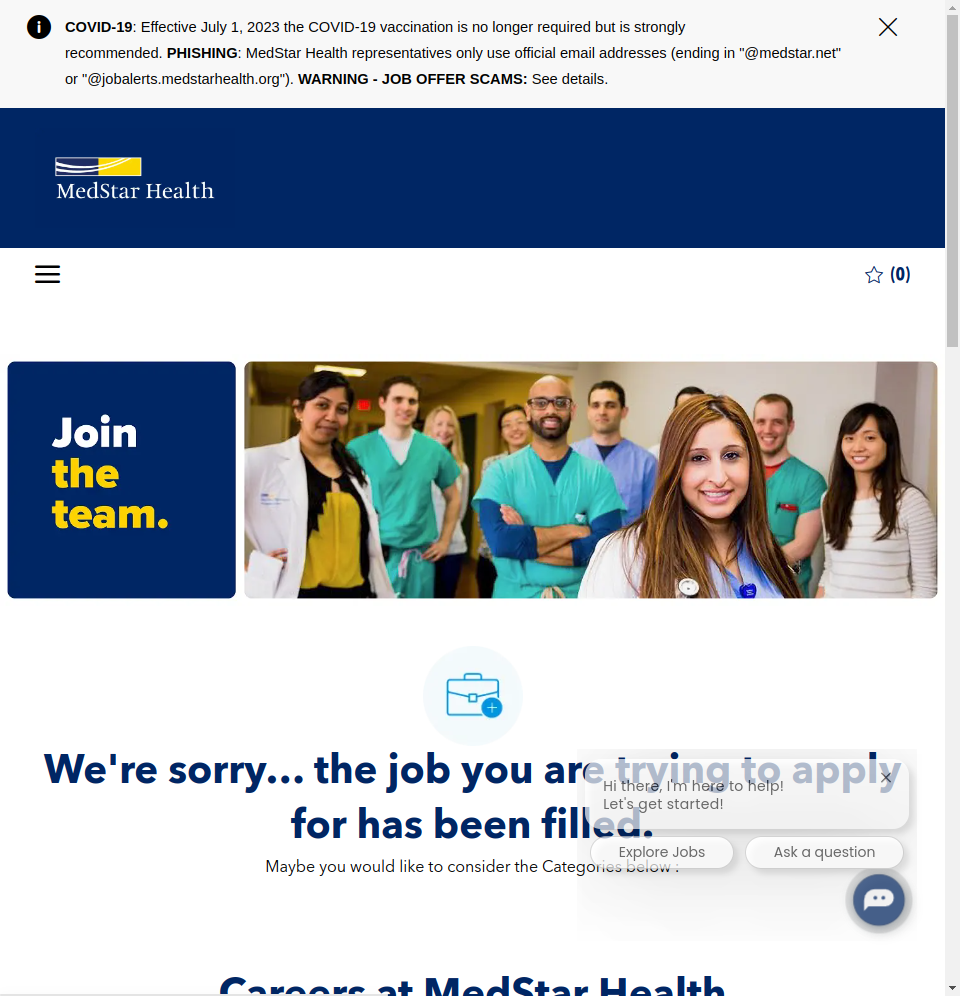 COVID-19: Effective July 1, 2023 the COVID-19 vaccination is no longer required but is strongly
recommended. PHISHING: MedStar Health representatives only use official email addresses (ending in "@medstar.net"
or "@jobalerts.medstarhealth.org"). WARNING - JOB OFFER SCAMS: See details.
MedStar Health
(0)
Join
the
team.
We're sorry... the job you are trying to apply
for has been filled.
Hi there, I'm here to help!
Let's get started!
Explore Jobs
Ask a question
Maybe you would like to consider the Categories below :
Careers at MedStar Health